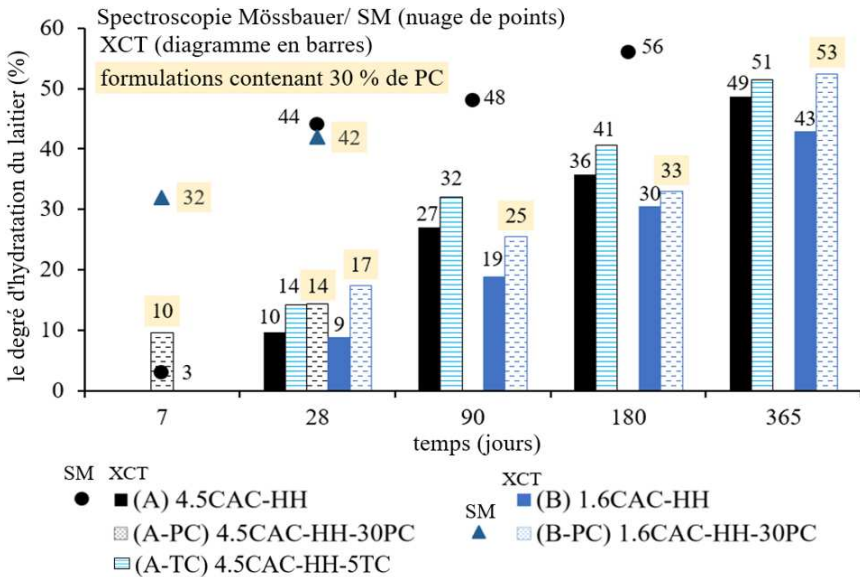 Spectroscopie Mössbauer/ SM (nuage de points)
XCT (diagramme en barres)
formulations contenant 30 % de PC
le degré d'hydratation du laitier (%)
60
50
40
30
20
10
0
32
10
3
44
42
10
14
14
9
17
48
27
32
19
25
56
36
41
30
33
49
51
43
53
7 28 90 180 365
temps (jours)
SM XCT
(A) 4.5CAC-HH
(A-PC) 4.5CAC-HH-30PC
(A-TC) 4.5CAC-HH-5TC
XCT
(B) 1.6CAC-HH
SM
(B-PC) 1.6CAC-HH-30PC